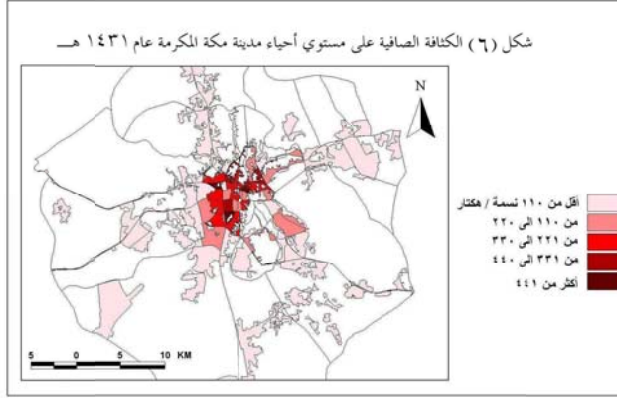 شكل (٦) الكثافة الصافية على مستوي أحياء مدينة مكة المكرمة عام ١٤٣١ هـــ
N
أقل من ١١٠ نسمة / هكتار
من ١١٠ الى ٢٢٠
من ٢٢١ الى ٣٣٠
من ٣٣١ الى ٤٤٠
أكثر من ٤٤١
5 0 5 10 KM